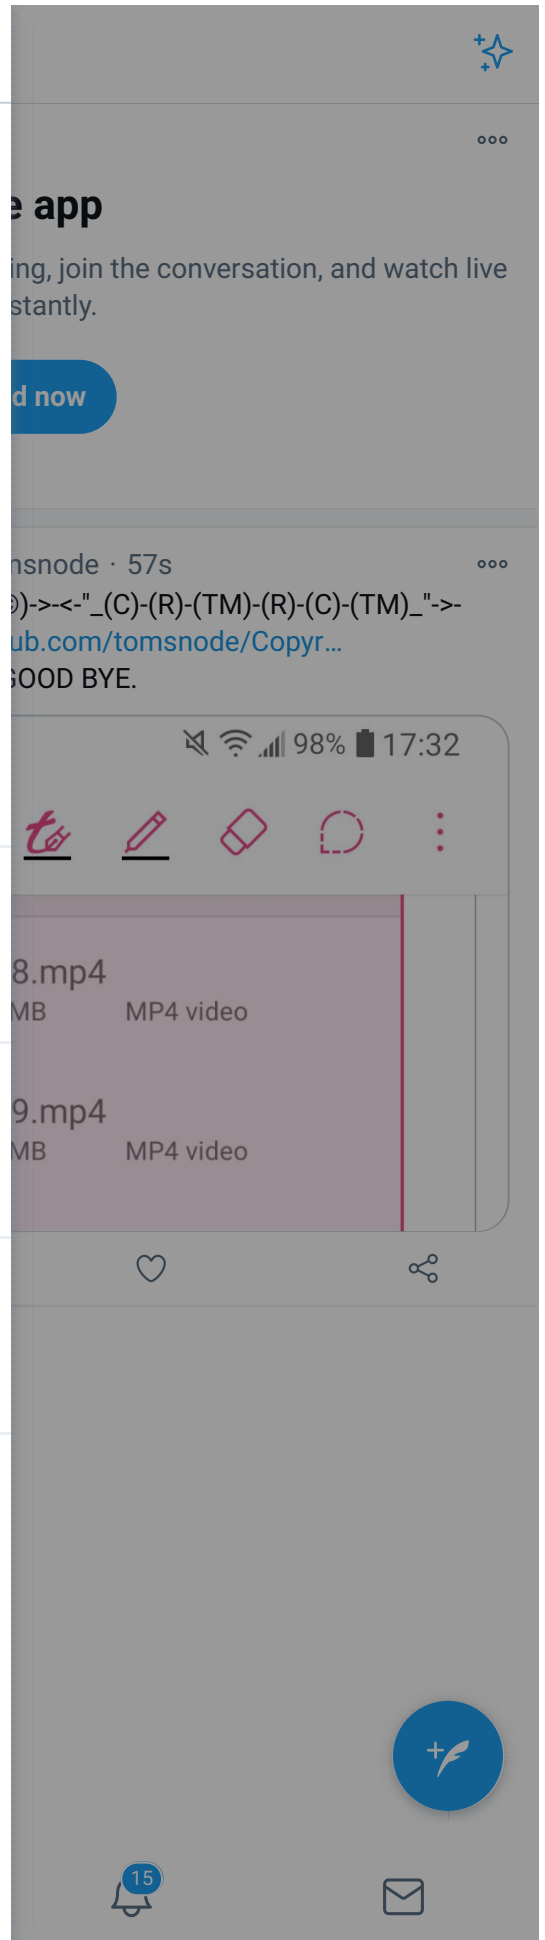 app
ing, join the conversation, and watch live
stantly.
d now
nsnode · 57s
)->-<-"_(C)-(R)-(TM)-(R)-(C)-(TM)_"->-
ub.com/tomsnode/Copyr…
GOOD BYE.
98% 17:32
8.mp4
MB MP4 video
9.mp4
MB MP4 video
15